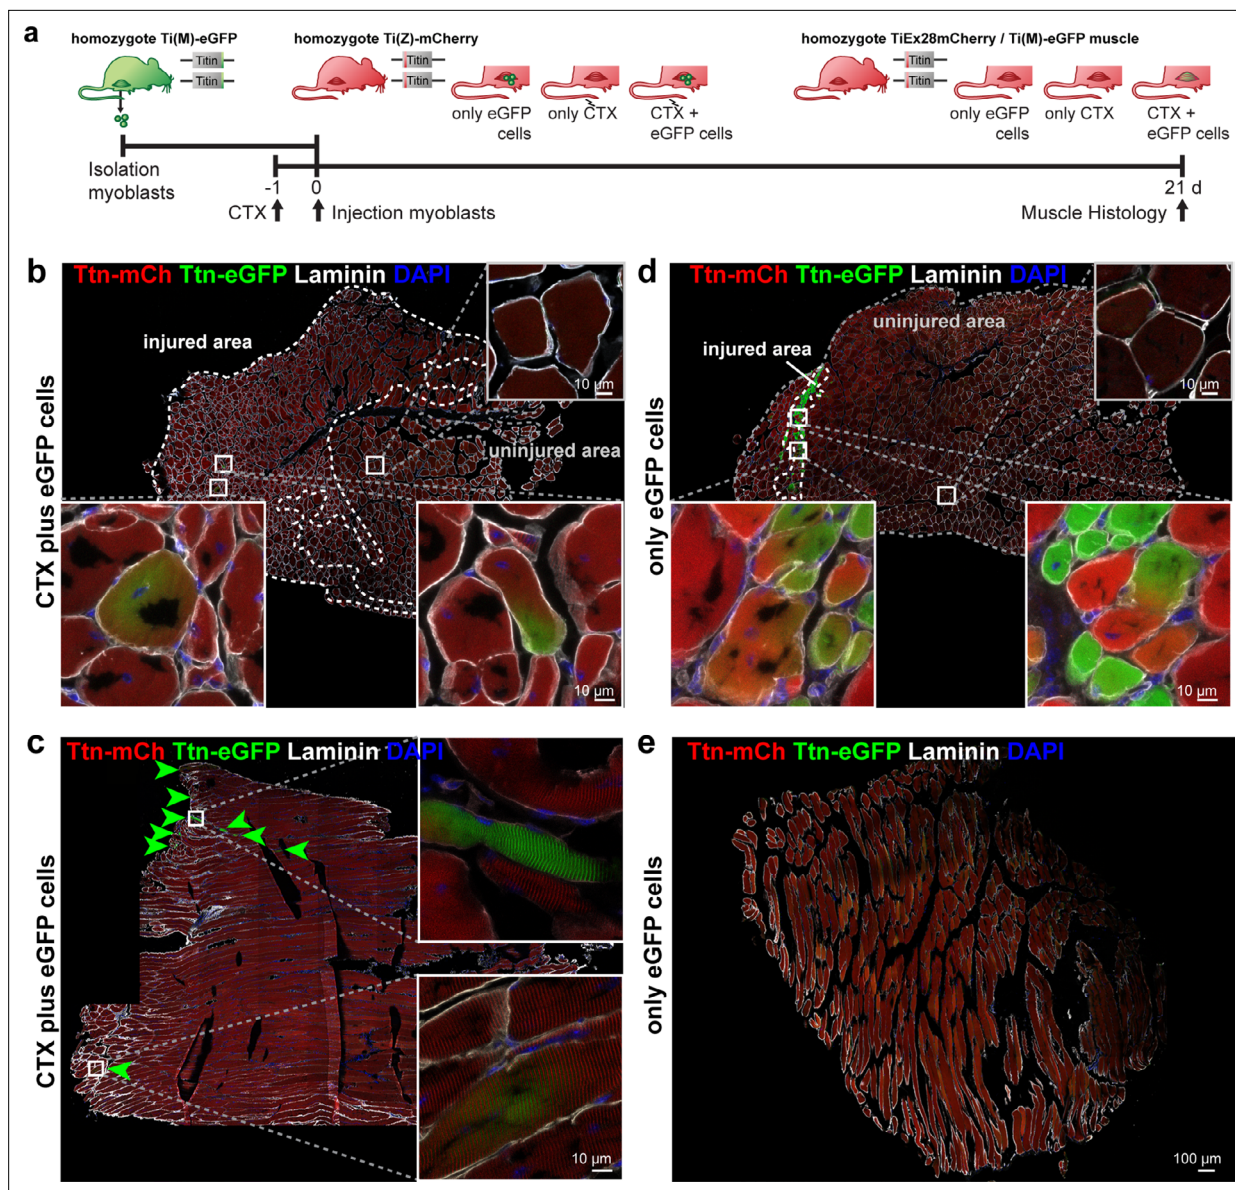 a
homozygote Ti(M)-eGFP
homozygote Ti(Z)-mCherry
homozygote TiEx28mCherry / Ti(M)-eGFP muscle
Titin
Titin
Titin
Titin
Titin
Titin
only eGFP
cells
only CTX
CTX +
eGFP cells
only eGFP
cells
only CTX
CTX +
eGFP cells
Isolation
myoblasts
-1
0
21 d
CTX
Injection myoblasts
Muscle Histology
b
Ttn-mCh Ttn-eGFP Laminin DAPI
injured area
uninjured area
10 µm
10 µm
CTX plus eGFP cells
d
Ttn-mCh Ttn-eGFP Laminin DAPI
uninjured area
injured area
10 µm
10 µm
only eGFP cells
c
Ttn-mCh Ttn-eGFP Laminin DAPI
10 µm
CTX plus eGFP cells
e
Ttn-mCh Ttn-eGFP Laminin DAPI
100 µm
only eGFP cells